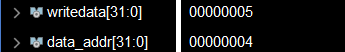 writedata[31:0] 00000005
data_addr[31:0] 00000004